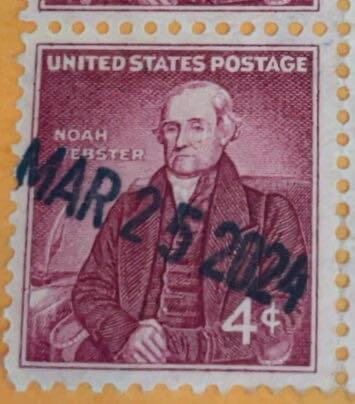 UNITED STATES POSTAGE
NOAH
WEBSTER
MAR 25 2024
4¢